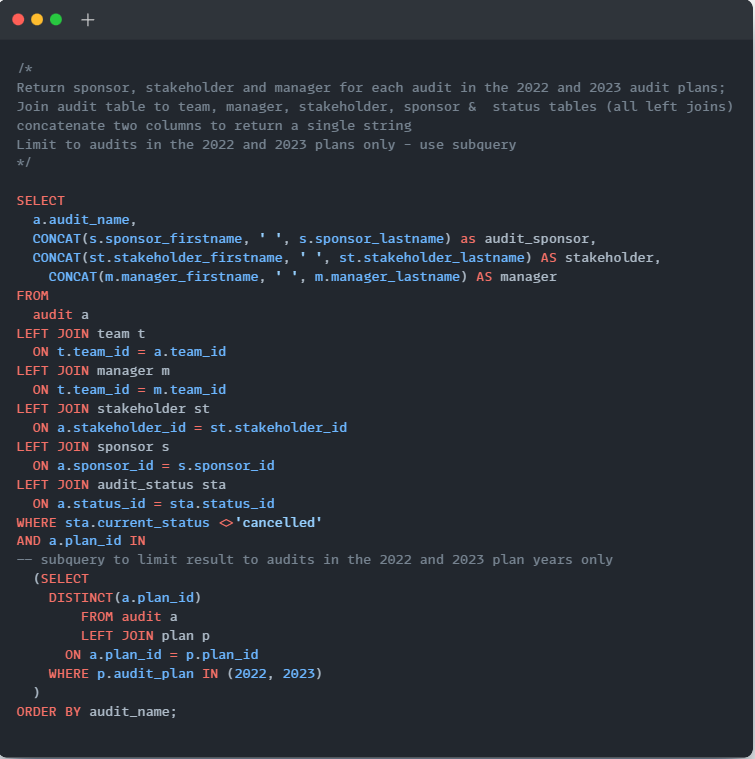 /*
Return sponsor, stakeholder and manager for each audit in the 2022 and 2023 audit plans;
Join audit table to team, manager, stakeholder, sponsor &  status tables (all left joins)
concatenate two columns to return a single string
Limit to audits in the 2022 and 2023 plans only - use subquery
*/

SELECT
  a.audit_name,
  CONCAT(s.sponsor_firstname, ' ', s.sponsor_lastname) as audit_sponsor,
  CONCAT(st.stakeholder_firstname, ' ', st.stakeholder_lastname) AS stakeholder,
    CONCAT(m.manager_firstname, ' ', m.manager_lastname) AS manager
FROM
  audit a
LEFT JOIN team t
  ON t.team_id = a.team_id
LEFT JOIN manager m
  ON t.team_id = m.team_id
LEFT JOIN stakeholder st
  ON a.stakeholder_id = st.stakeholder_id
LEFT JOIN sponsor s
  ON a.sponsor_id = s.sponsor_id
LEFT JOIN audit_status sta
  ON a.status_id = sta.status_id
WHERE sta.current_status <>'cancelled'
AND a.plan_id IN
-- subquery to limit result to audits in the 2022 and 2023 plan years only
  (SELECT
    DISTINCT(a.plan_id)
        FROM audit a
        LEFT JOIN plan p
      ON a.plan_id = p.plan_id
    WHERE p.audit_plan IN (2022, 2023)
  )
ORDER BY audit_name;